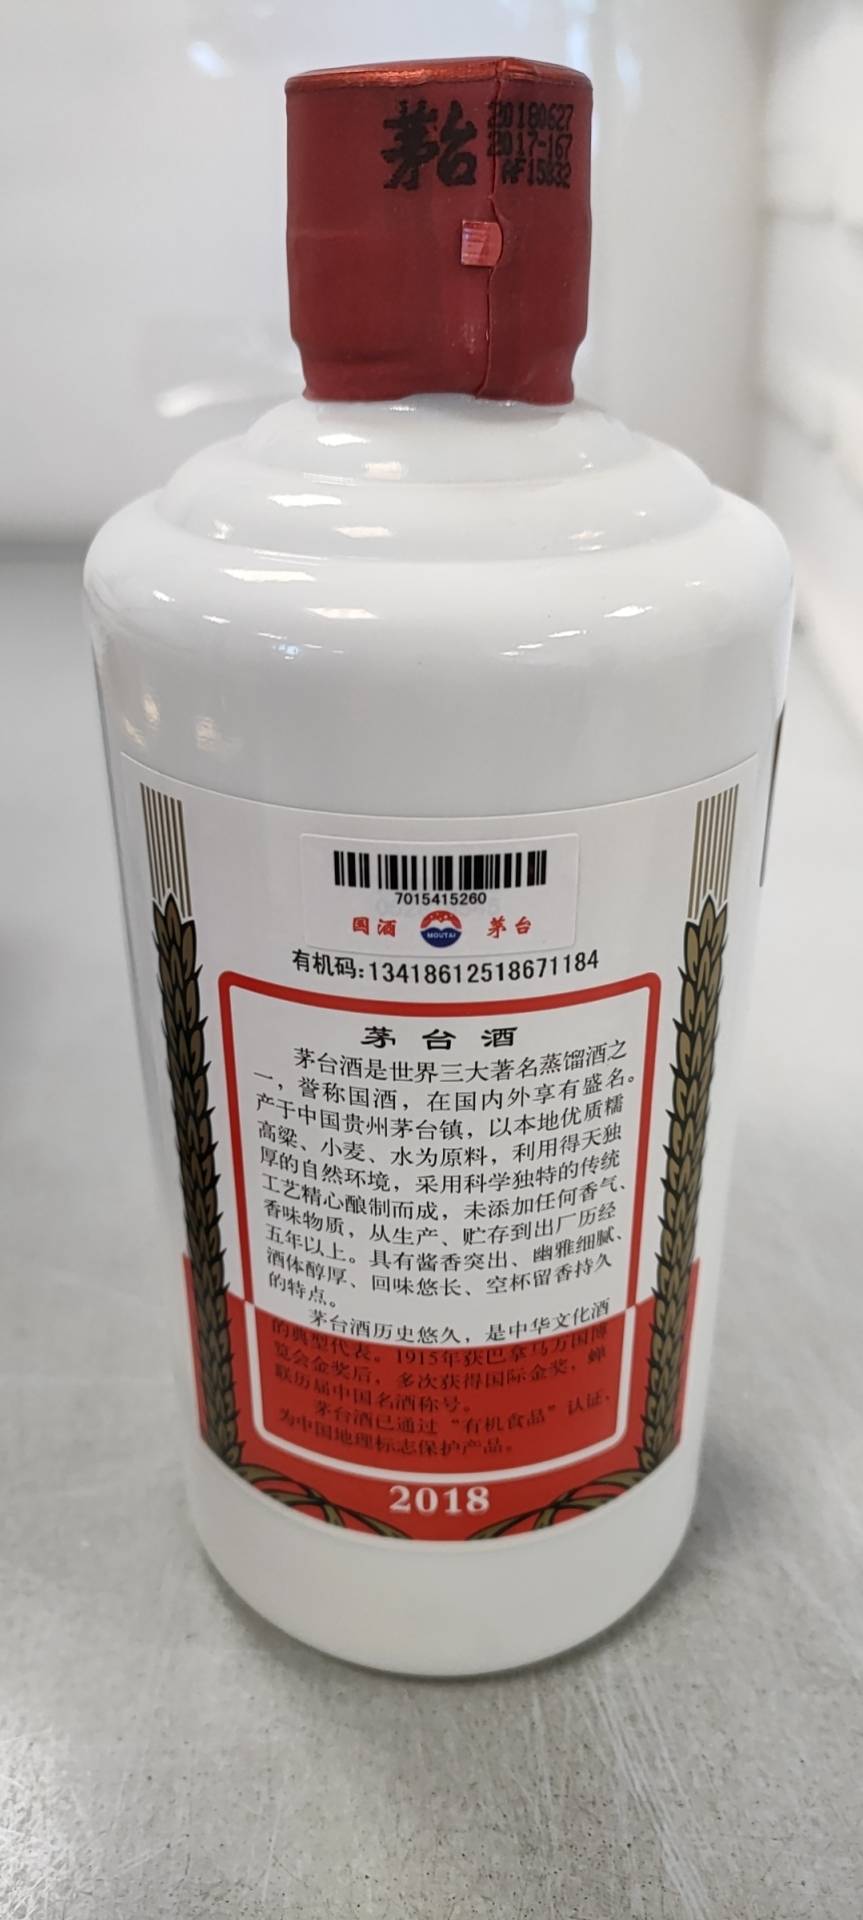 茅台
20180627
2017-167
AF15832
7015415260
国酒 MOUTAI 茅台
有机码:13418612518671184
茅台酒
茅台酒是世界三大著名蒸馏酒之
一，誉称国酒，在国内外享有盛名。
产于中国贵州茅台镇，以本地优质糯
高粱、小麦、水为原料，利用得天独
厚的自然环境，采用科学独特的传统
工艺精心酿制而成，未添加任何香气、
香味物质，从生产、贮存到出厂历经
五年以上。具有酱香突出、幽雅细腻、
酒体醇厚、回味悠长、空杯留香持久
的特点。
茅台酒历史悠久，是中华文化酒
的典型代表。1915年获巴拿马万国博
览会金奖后，多次获得国际金奖，蝉
联历届中国名酒称号。
茅台酒已通过“有机食品”认证，
为中国地理标志保护产品。
2018